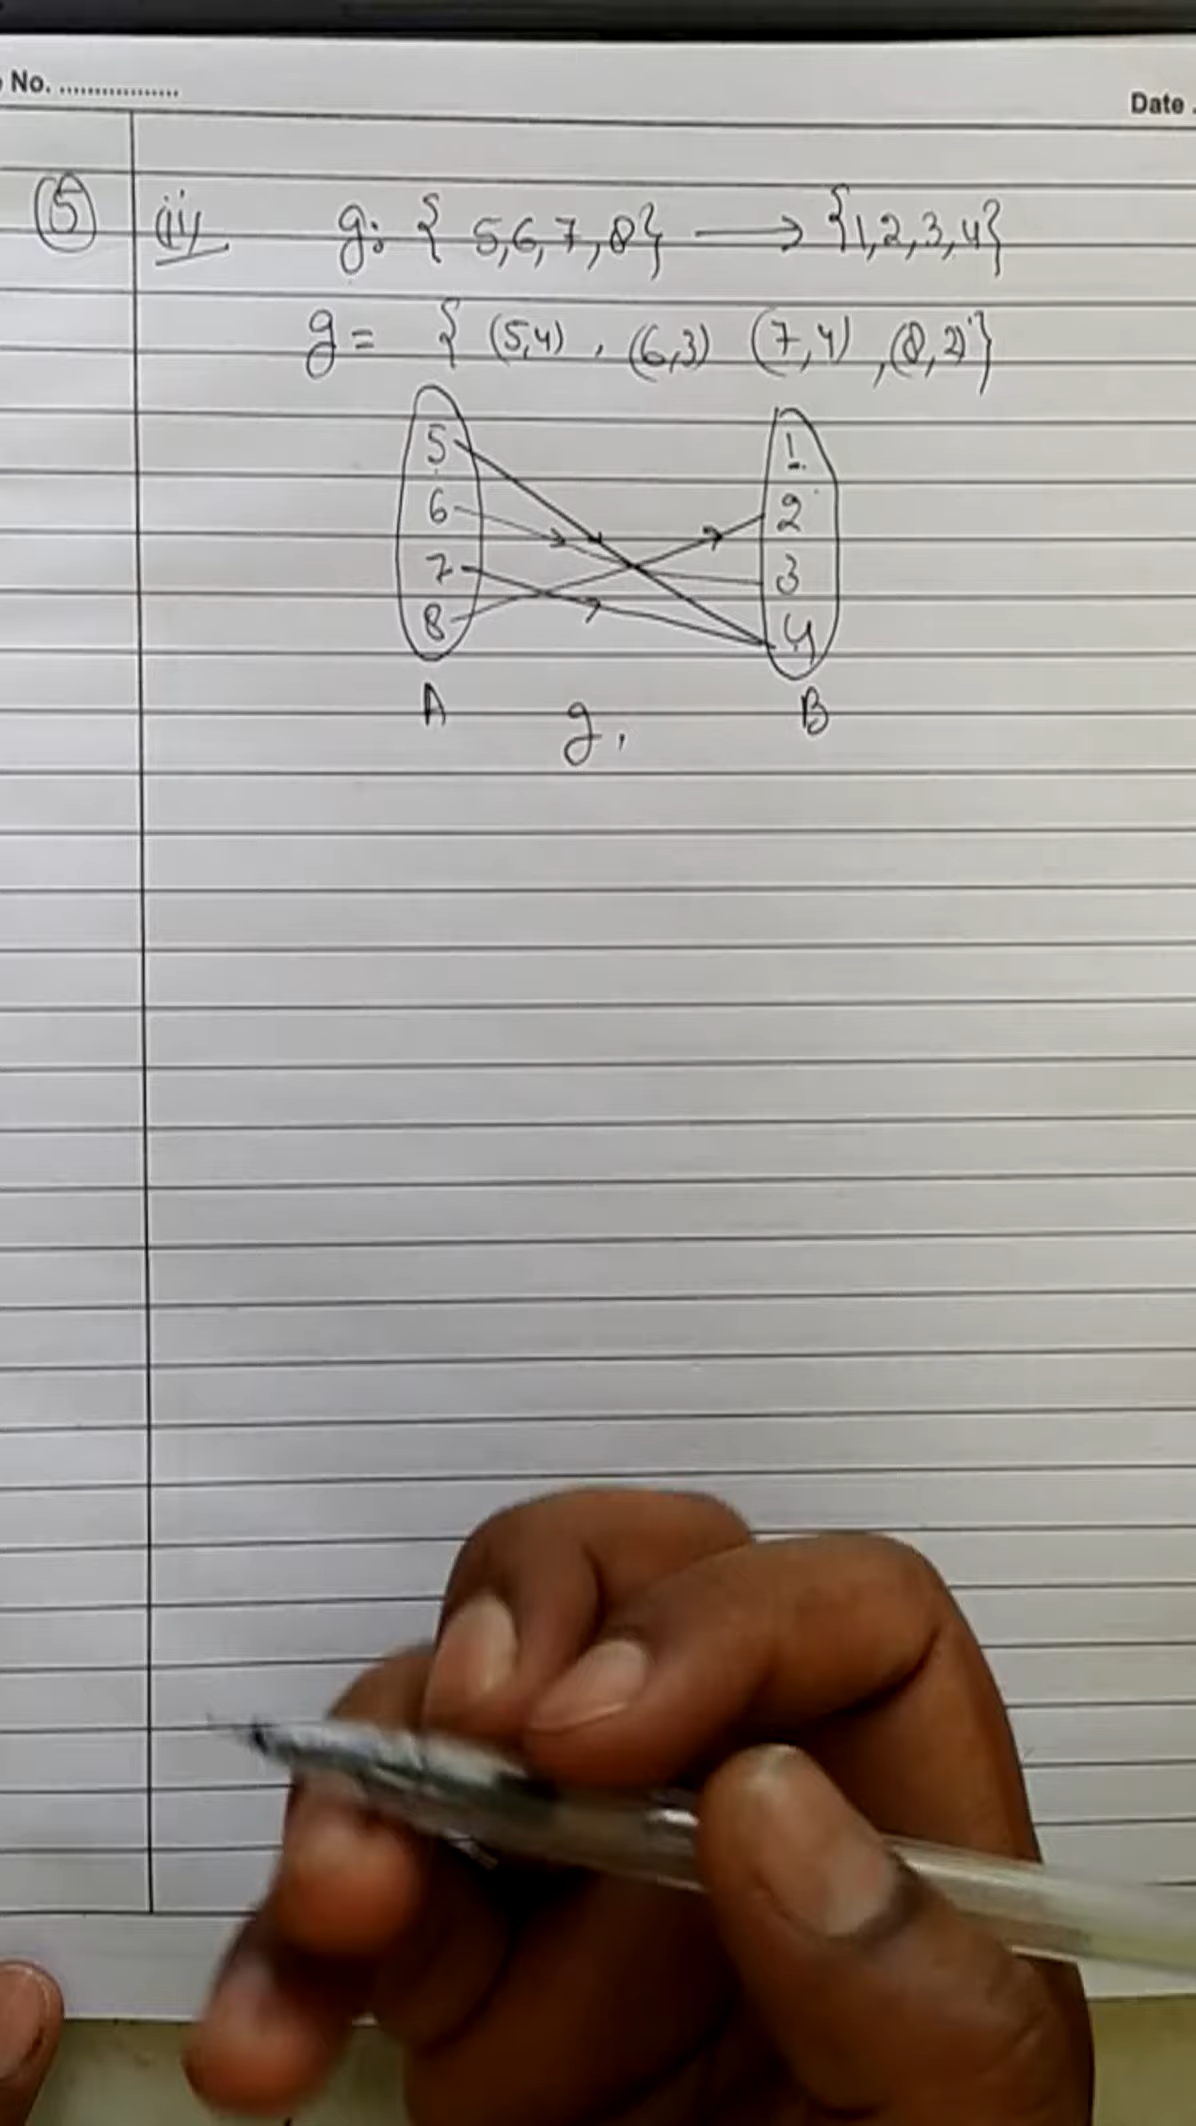 No. .................
Date .
5 (ii) g: { 5,6,7,8} → {1,2,3,4}
g = { (5,4) , (6,3) (7,4) , (8,2)}
5 1
6 2
7 3
8 4
A g, B